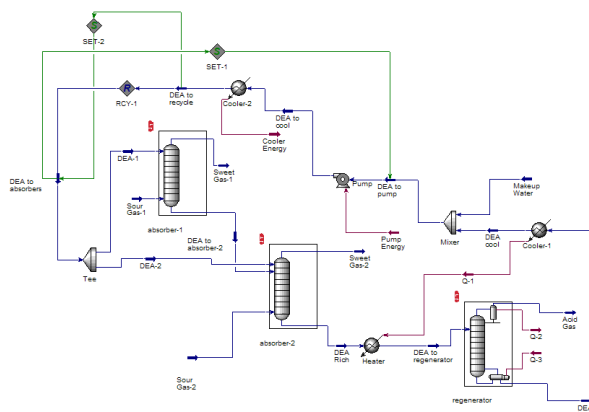 SET-2
SET-1
RCY-1
DEA to
recycle
Cooler-2
DEA to
cool
Cooler
Energy
DEA-1
Sweet
Gas-1
DEA to
absorbers
Sour
Gas-1
absorber-1
Pump
DEA to
pump
Makeup
Water
Mixer
DEA
cool
Cooler-1
Pump
Energy
DEA to
absorber-2
Tee
DEA-2
Sweet
Gas-2
Q-1
absorber-2
Sour
Gas-2
DEA
Rich
Heater
DEA to
regenerator
Acid
Gas
Q-2
Q-3
regenerator
DEA